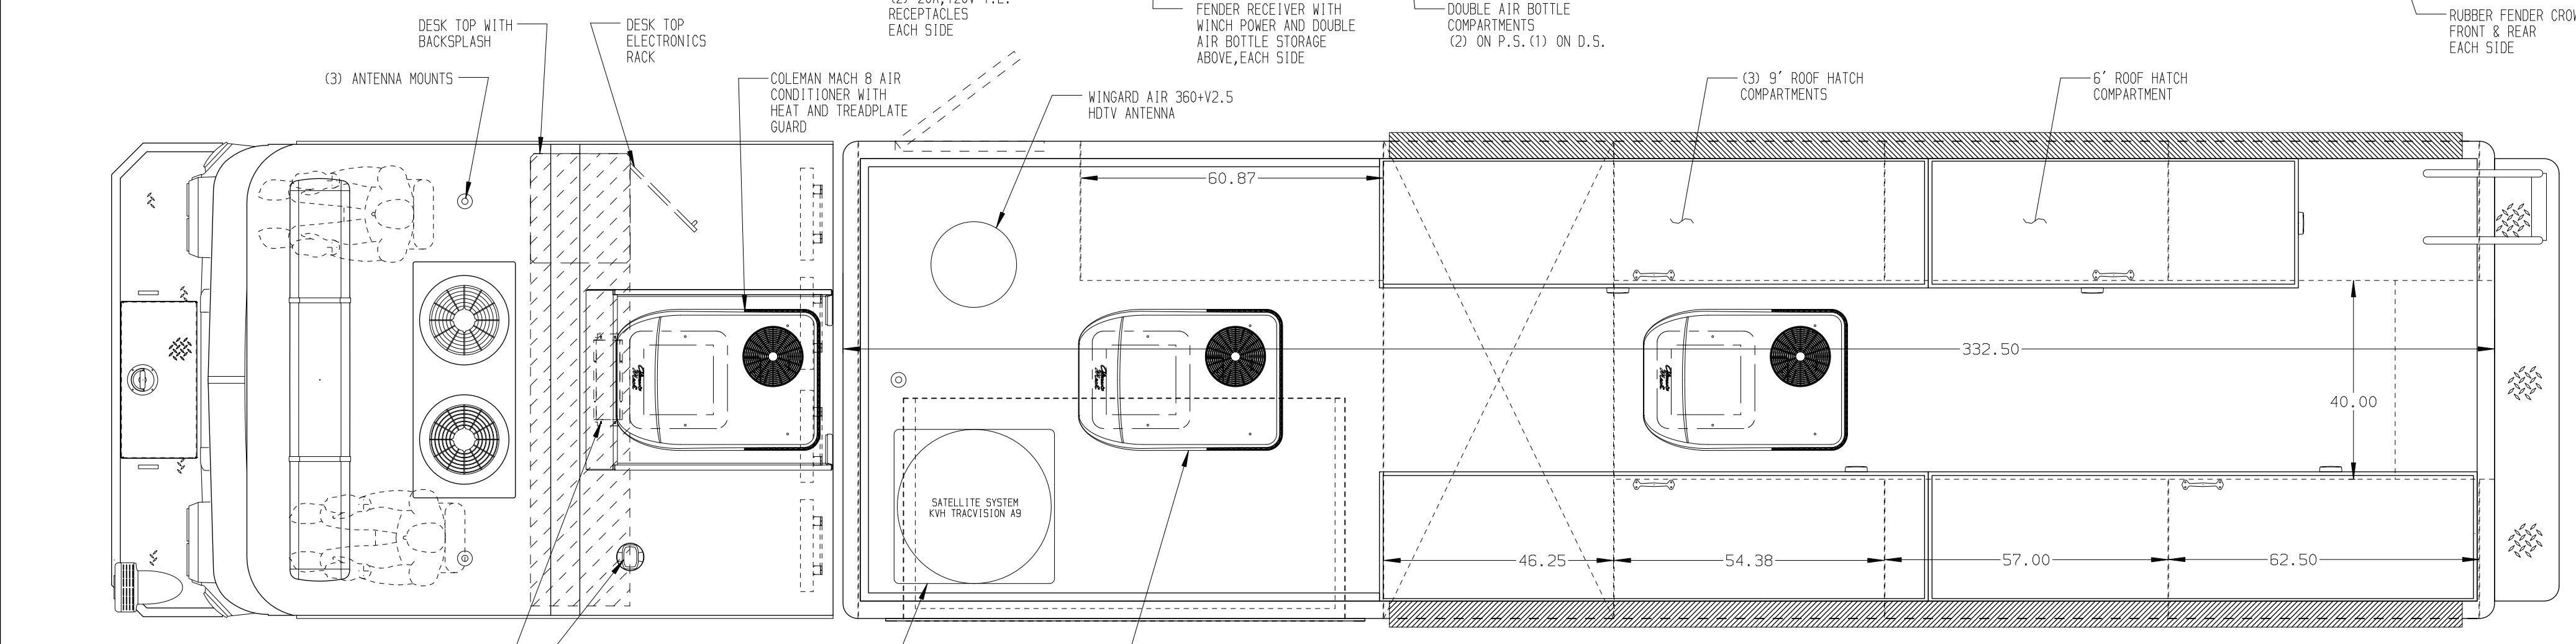 RECEPTACLES
EACH SIDE
FENDER RECEIVER WITH
WINCH POWER AND DOUBLE
AIR BOTTLE STORAGE
ABOVE,EACH SIDE
DOUBLE AIR BOTTLE
COMPARTMENTS
(2) ON P.S.(1) ON D.S.
RUBBER FENDER
FRONT & REAR
EACH SIDE
DESK TOP WITH
BACKSPLASH
DESK TOP
ELECTRONICS
RACK
(3) ANTENNA MOUNTS
COLEMAN MACH 8 AIR
CONDITIONER WITH
HEAT AND TREADPLATE
GUARD
WINGARD AIR 360+V2.5
HDTV ANTENNA
(3) 9' ROOF HATCH
COMPARTMENTS
6' ROOF HATCH
COMPARTMENT
60.87
332.50
40.00
SATELLITE SYSTEM
KVH TRACVISION A9
46.25
54.38
57.00
62.50